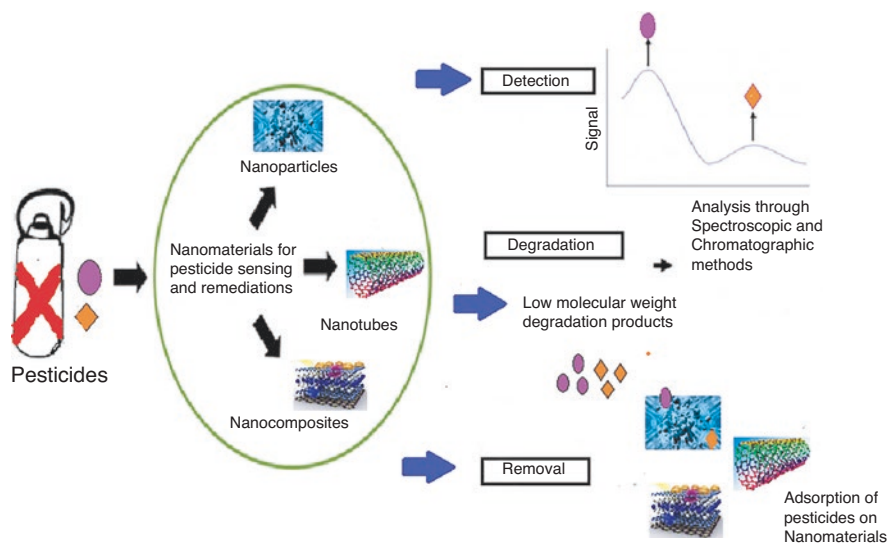 Pesticides
Nanoparticles
Nanomaterials for
pesticide sensing
and remediations
Nanotubes
Nanocomposites
Detection
Signal
Analysis through
Spectroscopic and
Chromatographic
methods
Degradation
Low molecular weight
degradation products
Removal
Adsorption of
pesticides on
Nanomaterials